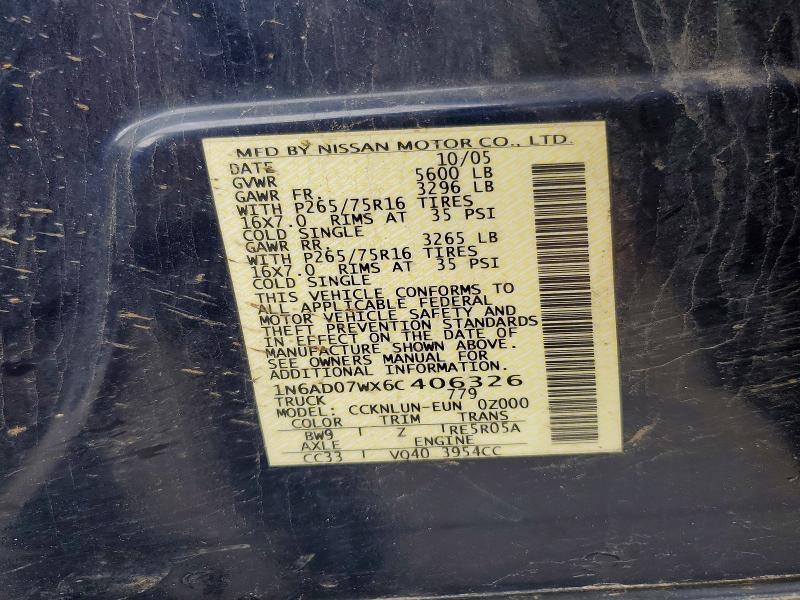 MFD BY NISSAN MOTOR CO., LTD.
DATE 10/05
GVWR 5600 LB
GAWR FR. 3296 LB
WITH P265/75R16 TIRES
16X7.0 RIMS AT 35 PSI
COLD SINGLE
GAWR RR. 3265 LB
WITH P265/75R16 TIRES
16X7.0 RIMS AT 35 PSI
COLD SINGLE
THIS VEHICLE CONFORMS TO
ALL APPLICABLE FEDERAL
MOTOR VEHICLE SAFETY AND
THEFT PREVENTION STANDARDS
IN EFFECT ON THE DATE OF
MANUFACTURE SHOWN ABOVE.
SEE OWNERS MANUAL FOR
ADDITIONAL INFORMATION.
1N6AD07WX6C 406326
TRUCK 779
MODEL: CCKNLUN-EUN 0Z000
COLOR TRIM TRANS
BW9 Z RE5R05A
AXLE ENGINE
CC33 VQ40 3954CC